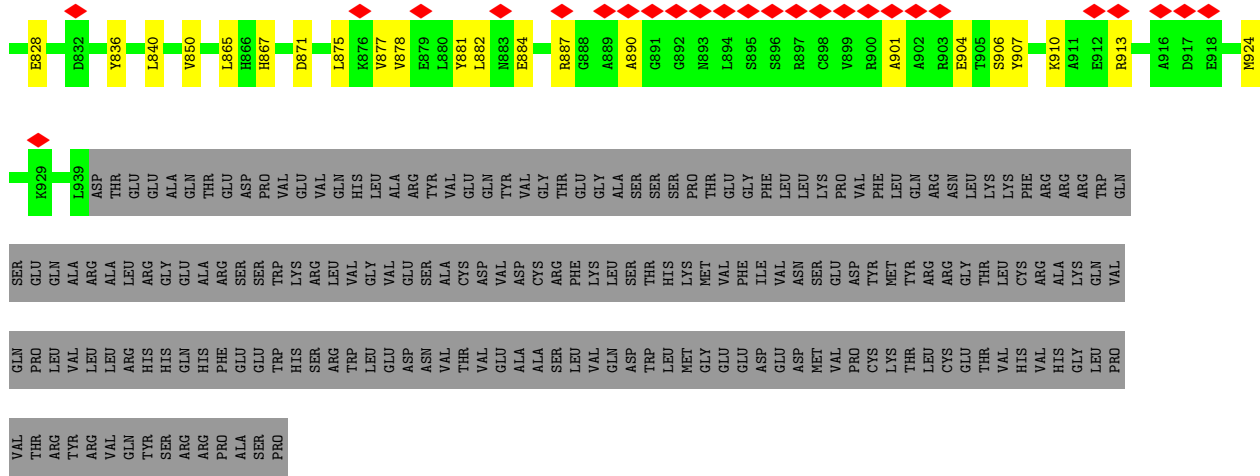 E828 D832 Y836 L840 V850 L865 H866 H867 D871 L875 K876 V877 V878 E879 L880 Y881 L882 N883 E884 R887 G888 A889 A890 G891 G892 N893 L894 S895 S896 R897 C898 V899 R900 A901 A902 R903 E904 T905 S906 Y907 K910 A911 E912 R913 A916 D917 E918 M924
K929 L939 ASP THR GLU GLU ALA GLN THR GLU ASP PRO VAL GLU VAL GLN HIS LEU ALA ARG TYR VAL GLU GLN TYR VAL GLY THR GLU GLY ALA SER SER SER PRO THR GLU GLY PHE LEU LEU LYS PRO VAL PHE LEU GLN ARG ASN LEU LYS LYS PHE ARG ARG ARG TRP GLN
SER GLU GLN ALA ARG ALA LEU ARG GLY GLU ALA ARG SER SER TRP LYS ARG LEU VAL GLY VAL GLU SER ALA CYS ASP VAL ASP CYS ARG PHE LYS LEU SER THR HIS LYS MET VAL PHE ILE VAL ASN SER GLU ASP TYR MET TYR ARG ARG GLY THR LEU CYS ARG ALA LYS GLN VAL
GLN PRO LEU VAL LEU LEU ARG HIS HIS GLN HIS PHE GLU GLU TRP HIS SER ARG TRP LEU GLU ASP ASN VAL THR VAL GLU ALA ALA SER LEU VAL GLN ASP TRP LEU MET GLY GLU GLU ASP GLU ASP MET VAL PRO CYS LYS THR LEU CYS GLU THR VAL HIS VAL HIS GLY LEU PRO
VAL THR ARG TYR ARG VAL GLN TYR SER ARG ARG PRO ALA SER PRO